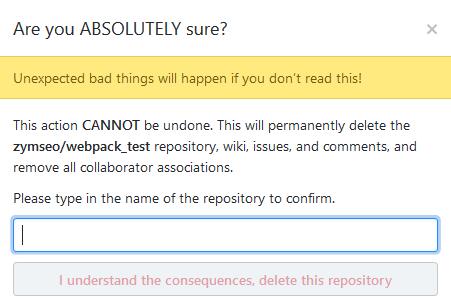 Are you ABSOLUTELY sure?
Unexpected bad things will happen if you don’t read this!
This action CANNOT be undone. This will permanently delete the
zymseo/webpack_test repository, wiki, issues, and comments, and
remove all collaborator associations.
Please type in the name of the repository to confirm.
I understand the consequences, delete this repository